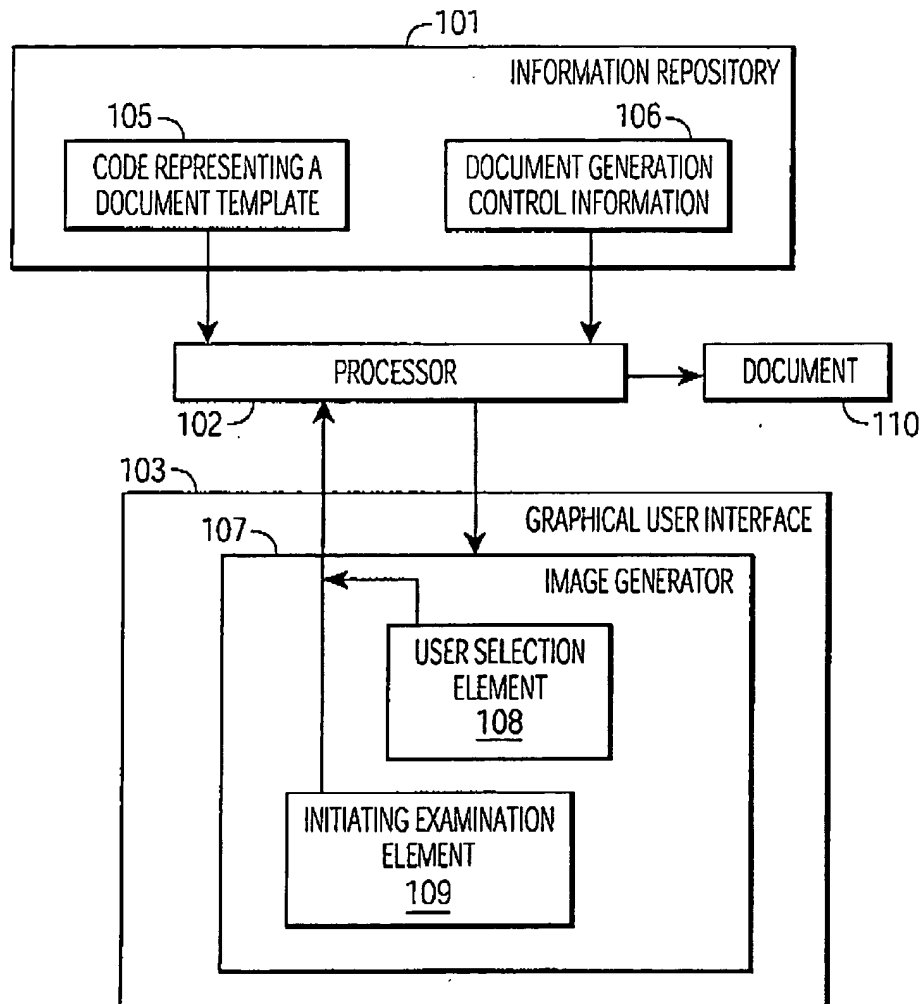 101
INFORMATION REPOSITORY
105
CODE REPRESENTING A
DOCUMENT TEMPLATE
106
DOCUMENT GENERATION
CONTROL INFORMATION
PROCESSOR
102
DOCUMENT
110
103
GRAPHICAL USER INTERFACE
107
IMAGE GENERATOR
USER SELECTION
ELEMENT
108
INITIATING EXAMINATION
ELEMENT
109